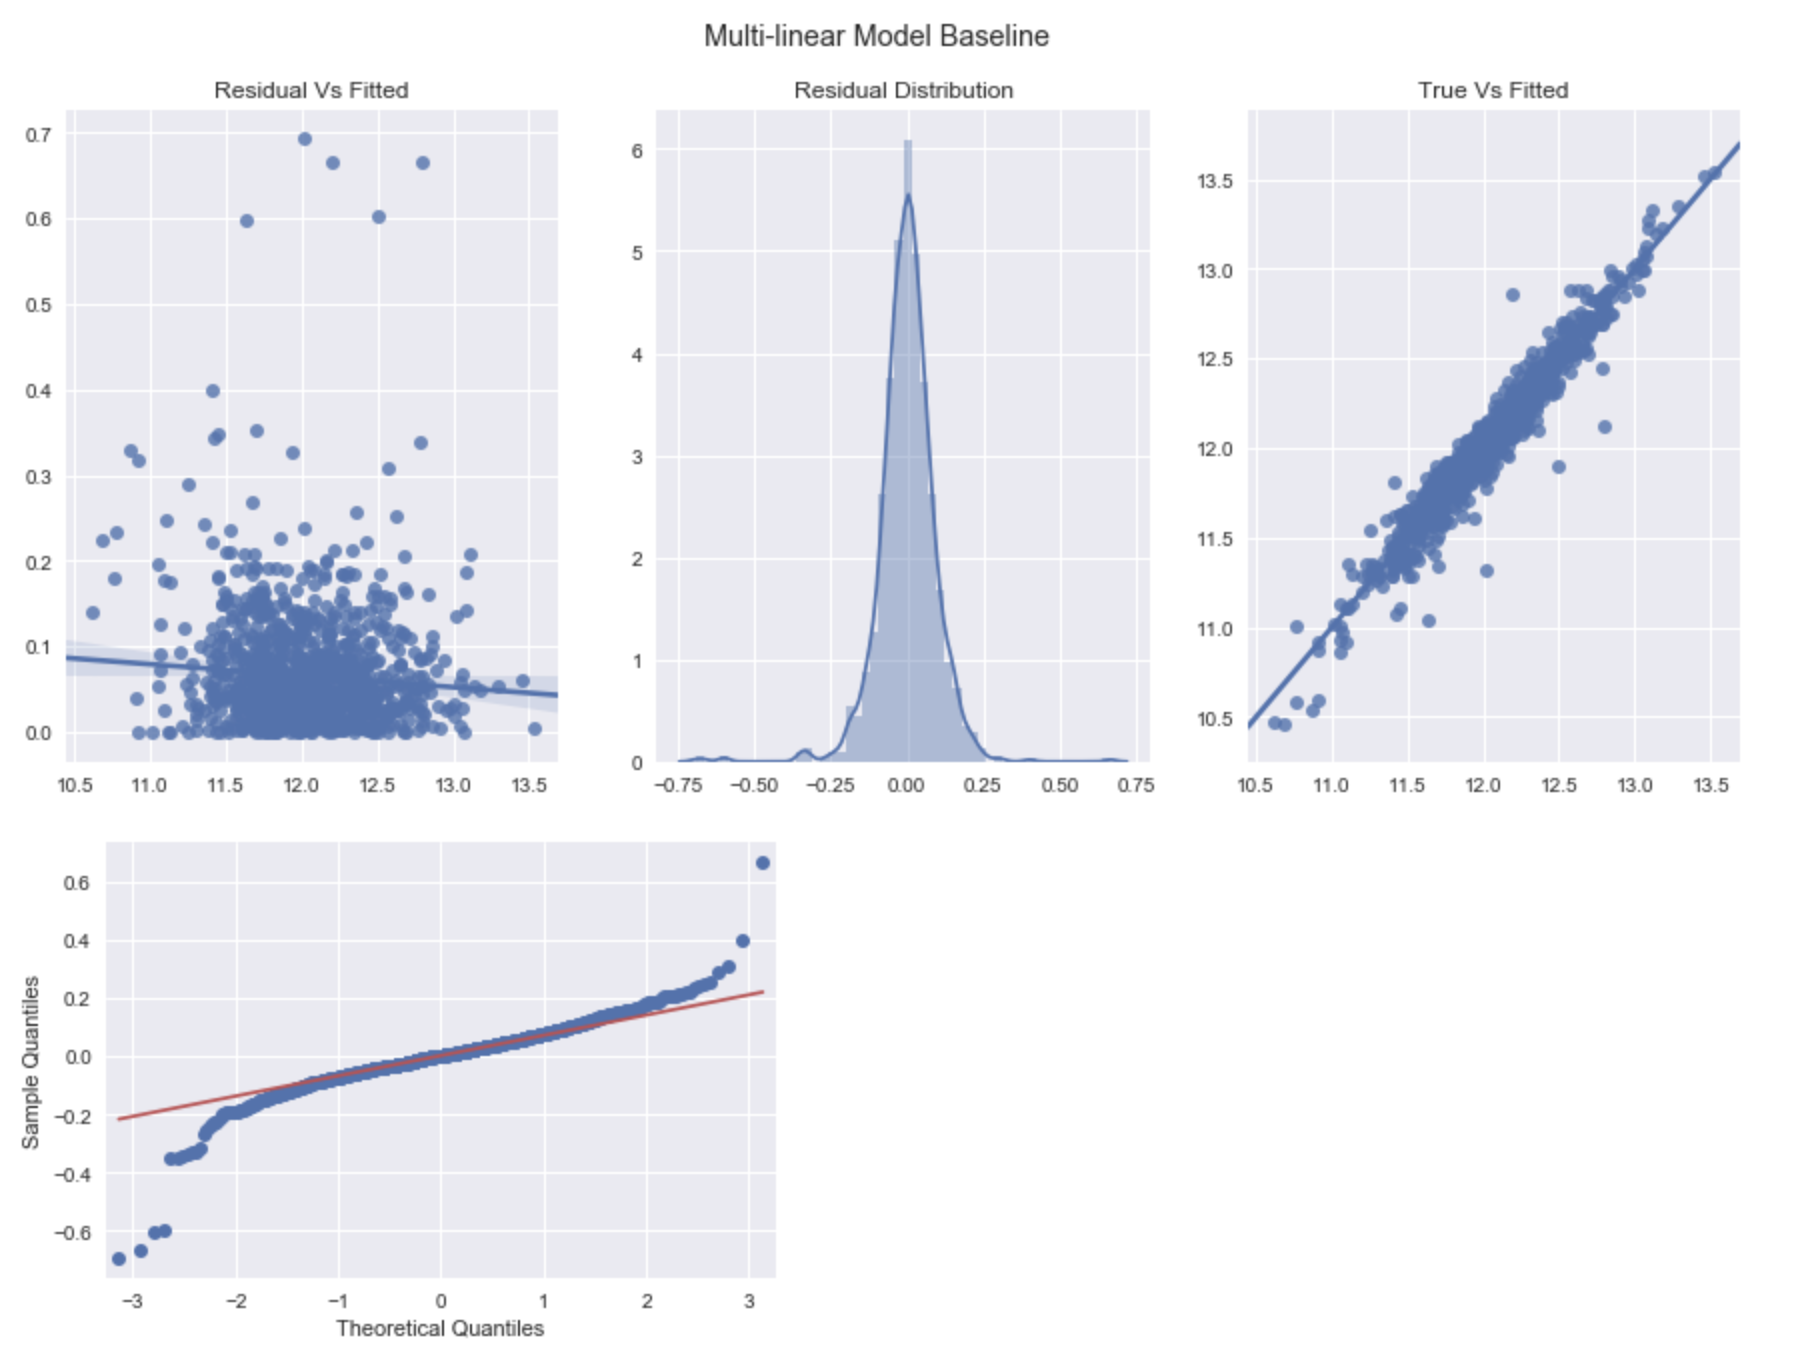 Multi-linear Model Baseline
Residual Vs Fitted
0.7
0.6
0.5
0.4
0.3
0.2
0.1
0.0
10.5 11.0 11.5 12.0 12.5 13.0 13.5
Residual Distribution
6
5
4
3
2
1
0
−0.75 −0.50 −0.25 0.00 0.25 0.50 0.75
True Vs Fitted
13.5
13.0
12.5
12.0
11.5
11.0
10.5
10.5 11.0 11.5 12.0 12.5 13.0 13.5
Sample Quantiles
0.6
0.4
0.2
0.0
−0.2
−0.4
−0.6
−3 −2 −1 0 1 2 3
Theoretical Quantiles